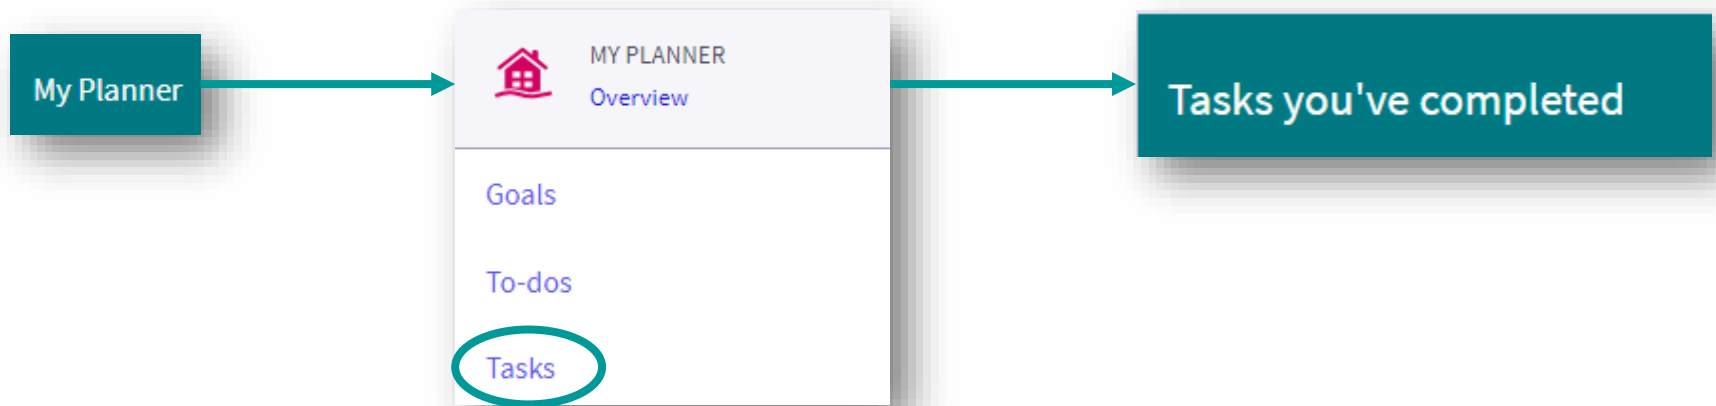 My Planner
MY PLANNER
Overview
Goals
To-dos
Tasks
Tasks you've completed